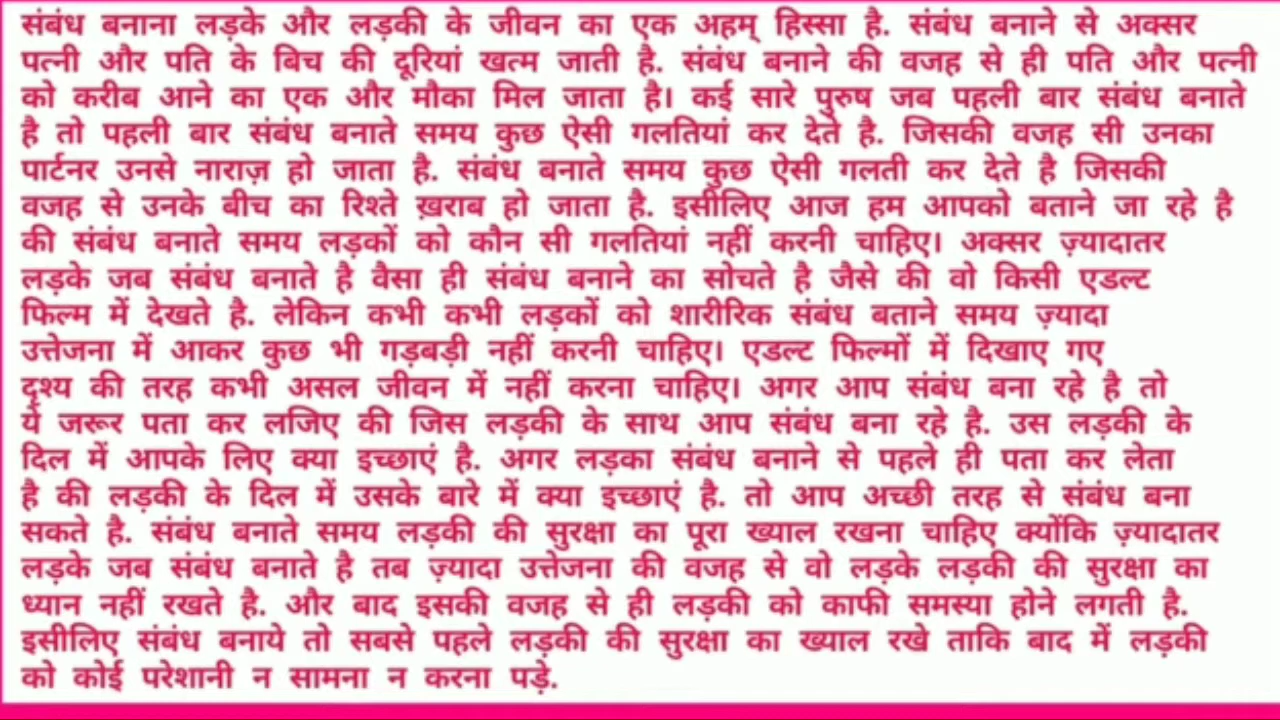 संबंध बनाना लड़के और लड़की के जीवन का एक अहम् हिस्सा है. संबंध बनाने से अक्सर
पत्नी और पति के बिच की दूरियां खत्म जाती है. संबंध बनाने की वजह से ही पति और पत्नी
को करीब आने का एक और मौका मिल जाता है। कई सारे पुरुष जब पहली बार संबंध बनाते
है तो पहली बार संबंध बनाते समय कुछ ऐसी गलतियां कर देते है. जिसकी वजह सी उनका
पार्टनर उनसे नाराज़ हो जाता है. संबंध बनाते समय कुछ ऐसी गलती कर देते है जिसकी
वजह से उनके बीच का रिश्ते ख़राब हो जाता है. इसीलिए आज हम आपको बताने जा रहे है
की संबंध बनाते समय लड़कों को कौन सी गलतियां नहीं करनी चाहिए। अक्सर ज़्यादातर
लड़के जब संबंध बनाते है वैसा ही संबंध बनाने का सोचते है जैसे की वो किसी एडल्ट
फिल्म में देखते है. लेकिन कभी कभी लड़कों को शारीरिक संबंध बताने समय ज़्यादा
उत्तेजना में आकर कुछ भी गड़बड़ी नहीं करनी चाहिए। एडल्ट फिल्मों में दिखाए गए
दृश्य की तरह कभी असल जीवन में नहीं करना चाहिए। अगर आप संबंध बना रहे है तो
ये जरूर पता कर लजिए की जिस लड़की के साथ आप संबंध बना रहे है. उस लड़की के
दिल में आपके लिए क्या इच्छाएं है. अगर लड़का संबंध बनाने से पहले ही पता कर लेता
है की लड़की के दिल में उसके बारे में क्या इच्छाएं है. तो आप अच्छी तरह से संबंध बना
सकते है. संबंध बनाते समय लड़की की सुरक्षा का पूरा ख्याल रखना चाहिए क्योंकि ज़्यादातर
लड़के जब संबंध बनाते है तब ज़्यादा उत्तेजना की वजह से वो लड़के लड़की की सुरक्षा का
ध्यान नहीं रखते है. और बाद इसकी वजह से ही लड़की को काफी समस्या होने लगती है.
इसीलिए संबंध बनाये तो सबसे पहले लड़की की सुरक्षा का ख्याल रखे ताकि बाद में लड़की
को कोई परेशानी न सामना न करना पड़े.